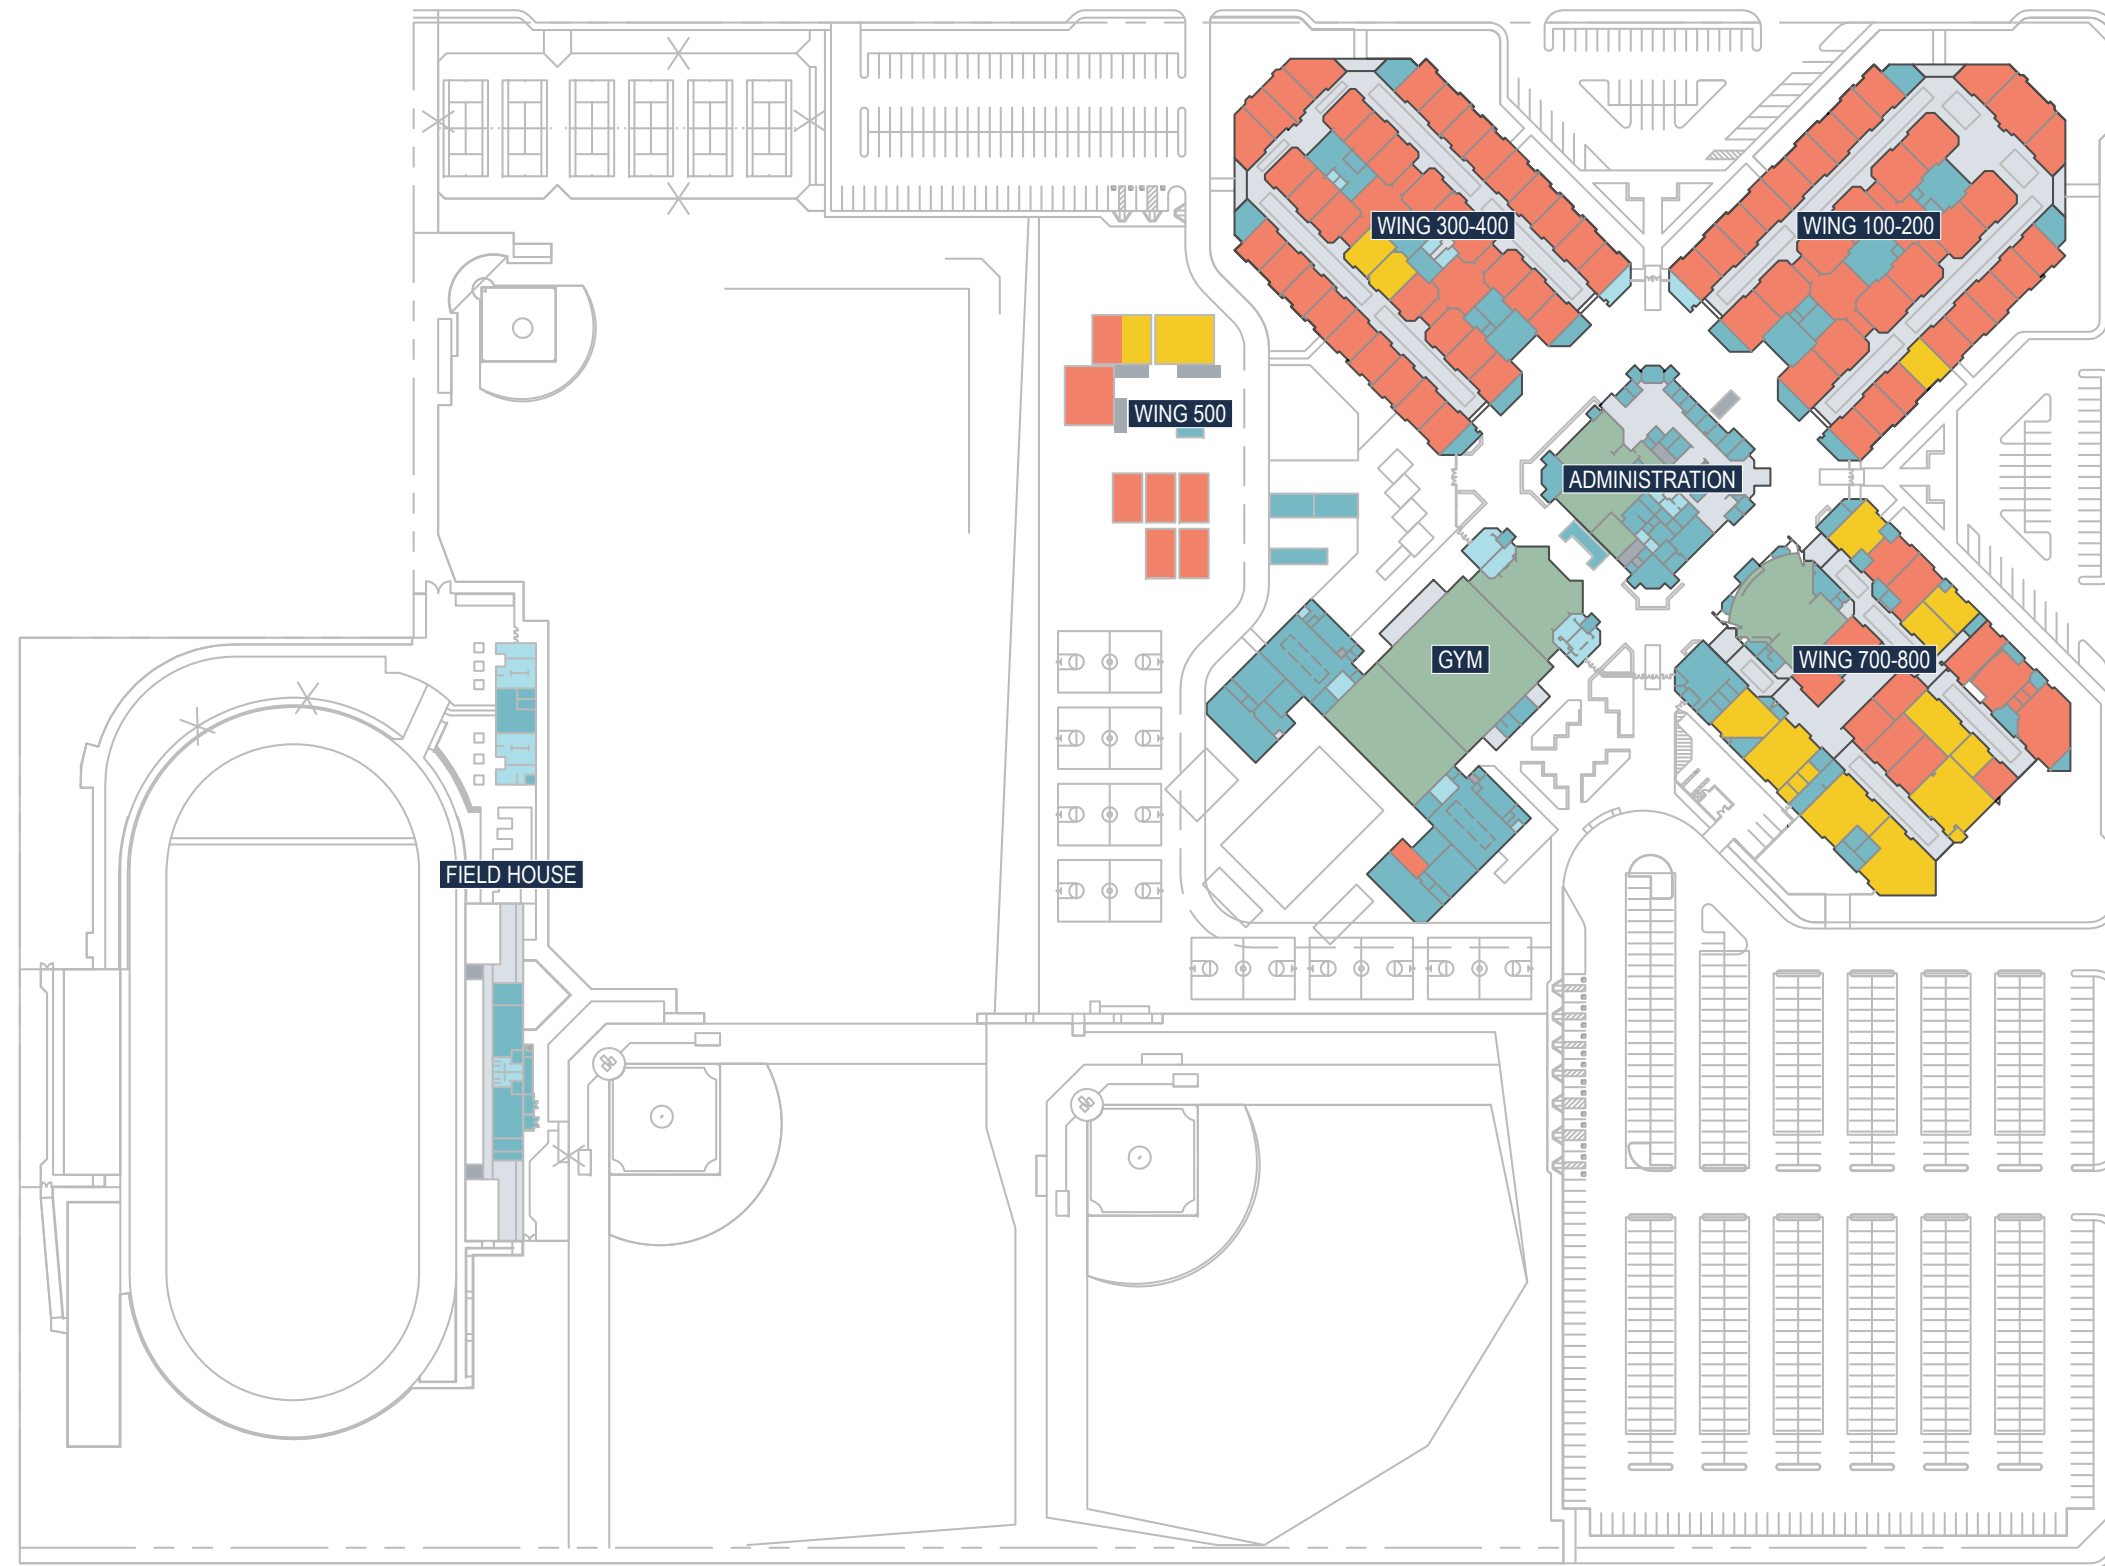 WING 300-400
WING 100-200
WING 500
ADMINISTRATION
GYM
WING 700-800
FIELD HOUSE